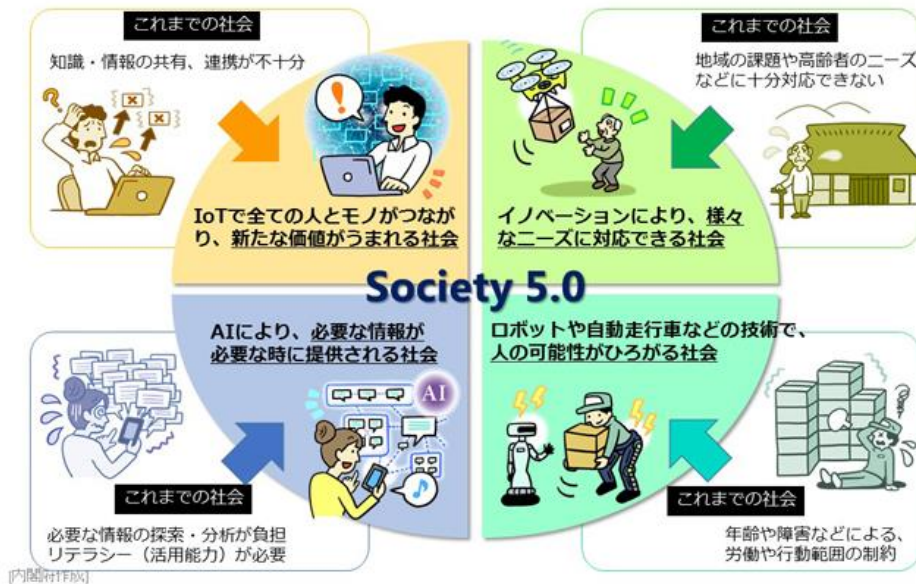 これまでの社会
知識・情報の共有、連携が不十分
IoTで全ての人とモノがつなが
り、新たな価値がうまれる社会
これまでの社会
地域の課題や高齢者のニーズ
などに十分対応できない
イノベーションにより、様々
なニーズに対応できる社会
Society 5.0
AIにより、必要な情報が
必要な時に提供される社会
AI
これまでの社会
必要な情報の探索・分析が負担
リテラシー（活用能力）が必要
ロボットや自動走行車などの技術で、
人の可能性がひろがる社会
これまでの社会
年齢や障害などによる、
労働や行動範囲の制約
[内閣府作成]